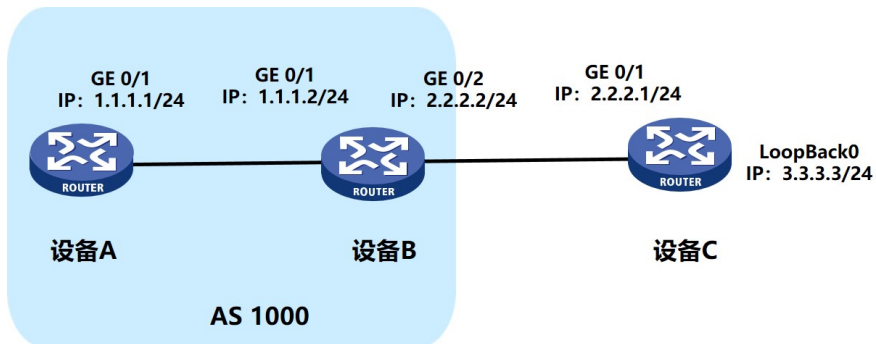 GE 0/1
IP：1.1.1.1/24
GE 0/1
IP：1.1.1.2/24
GE 0/2
IP：2.2.2.2/24
GE 0/1
IP：2.2.2.1/24
ROUTER
ROUTER
ROUTER
LoopBack0
IP：3.3.3.3/24
设备A
设备B
设备C
AS 1000